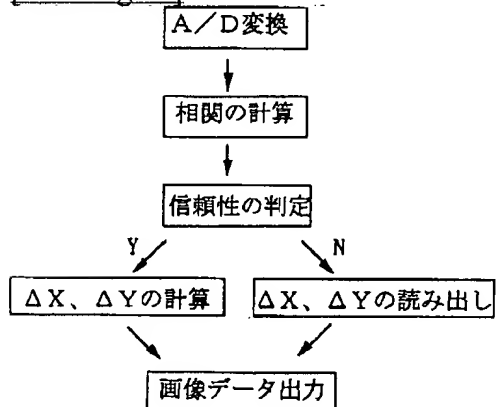 A/D変換
相関の計算
信頼性の判定
Y N
ΔX、ΔYの計算 ΔX、ΔYの読み出し
画像データ出力